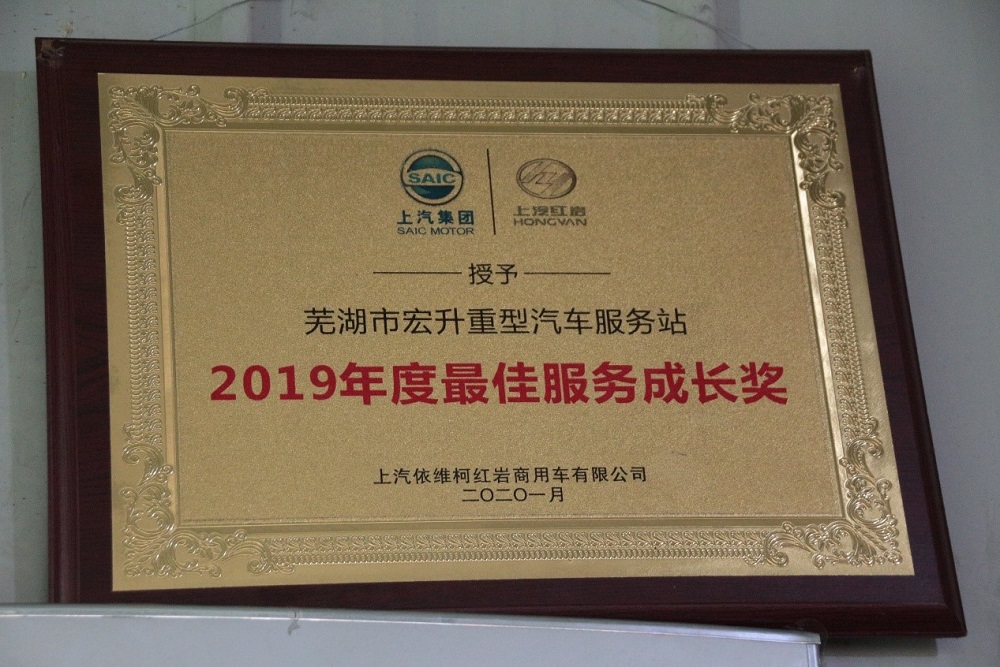 SAIC
上汽集团
SAIC MOTOR
上汽红岩
HONGYAN
授予
芜湖市宏升重型汽车服务站
2019年度最佳服务成长奖
上汽依维柯红岩商用车有限公司
二〇二〇一月